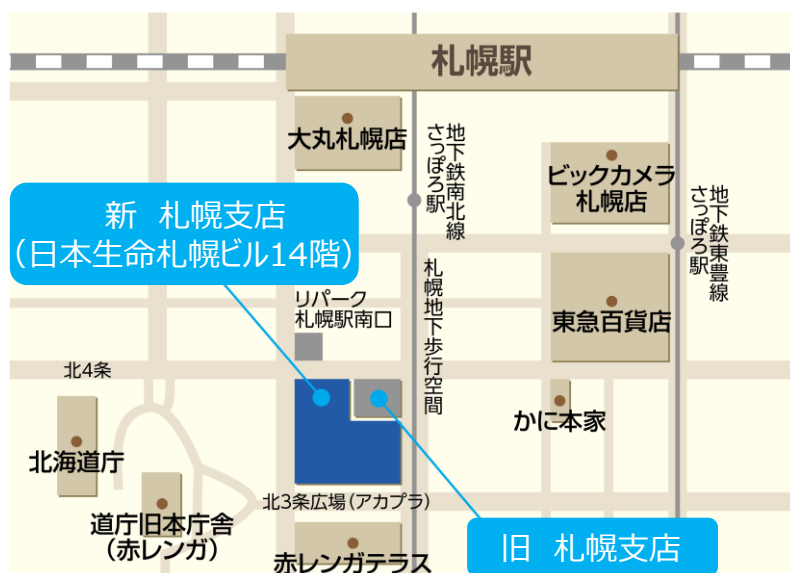 札幌駅
大丸札幌店
地下鉄南北線
さっぽろ駅
ビックカメラ
札幌店
地下鉄東豊線
さっぽろ駅
新 札幌支店
（日本生命札幌ビル14階）
リパーク
札幌駅南口
札幌地下歩行空間
東急百貨店
北4条
かに本家
北海道庁
道庁旧本庁舎
（赤レンガ）
北3条広場（アカプラ）
赤レンガテラス
旧 札幌支店